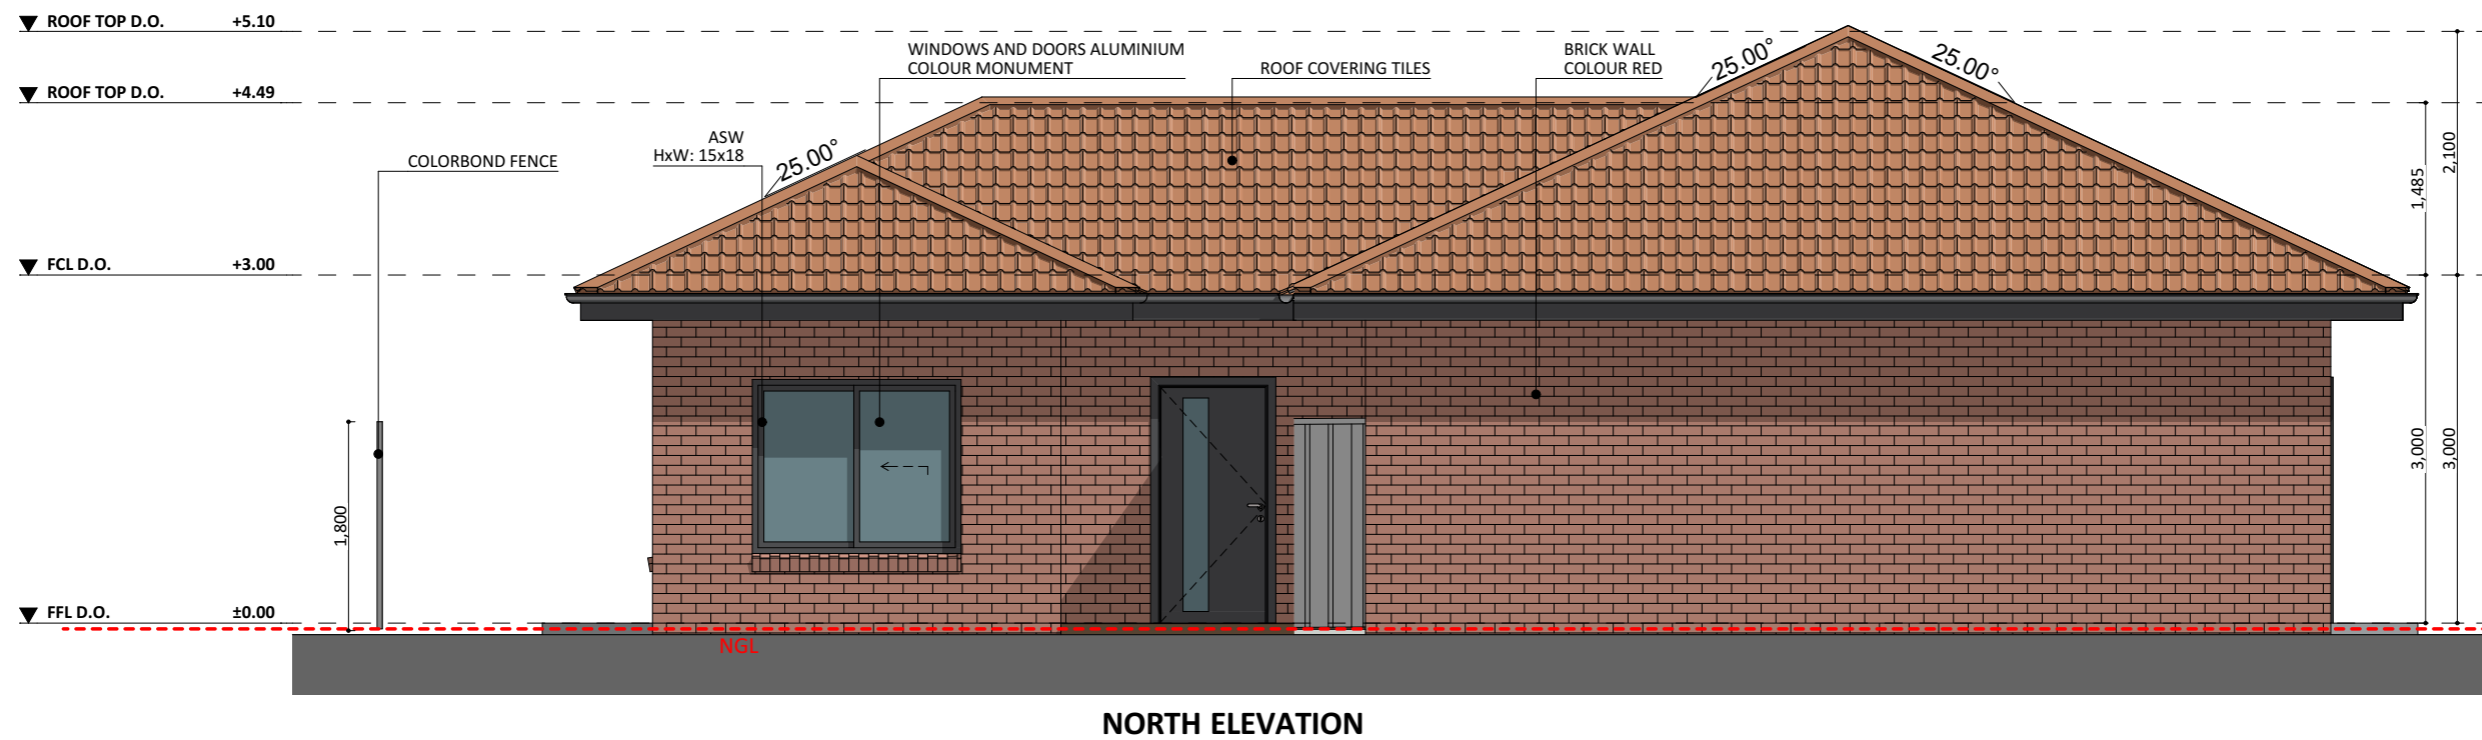 ROOF TOP D.O. +5.10
WINDOWS AND DOORS ALUMINIUM
COLOUR MONUMENT
ROOF COVERING TILES
BRICK WALL
COLOUR RED
25.00°
25.00°
ROOF TOP D.O. +4.49
ASW
HxW: 15x18
25.00°
COLORBOND FENCE
2,100
1,485
FCL D.O. +3.00
3,000
3,000
1,800
FFL D.O. ±0.00
NGL
NORTH ELEVATION